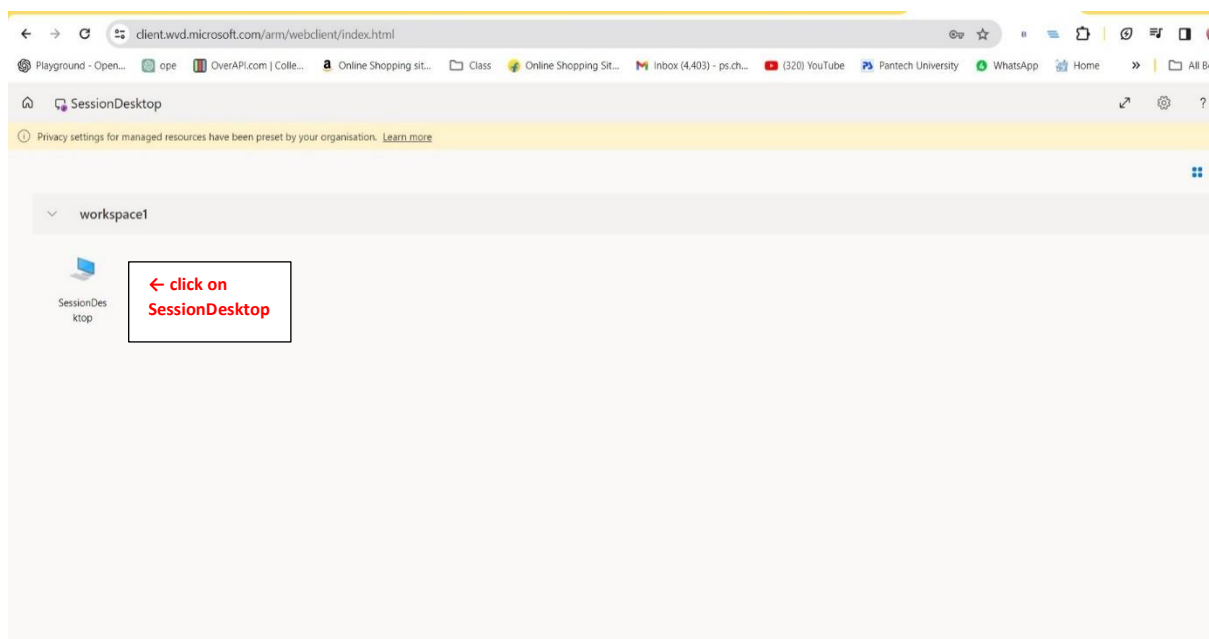 client.wvd.microsoft.com/arm/webclient/index.html
Playground - Open... ope OverAPI.com | Colle... a Online Shopping sit... Class Online Shopping Sit... Inbox (4,403) - ps.ch... (320) YouTube Pantech University WhatsApp Home » All B
SessionDesktop ?
Privacy settings for managed resources have been preset by your organisation. Learn more
workspace1
← click on
SessionDesktop
SessionDes
ktop